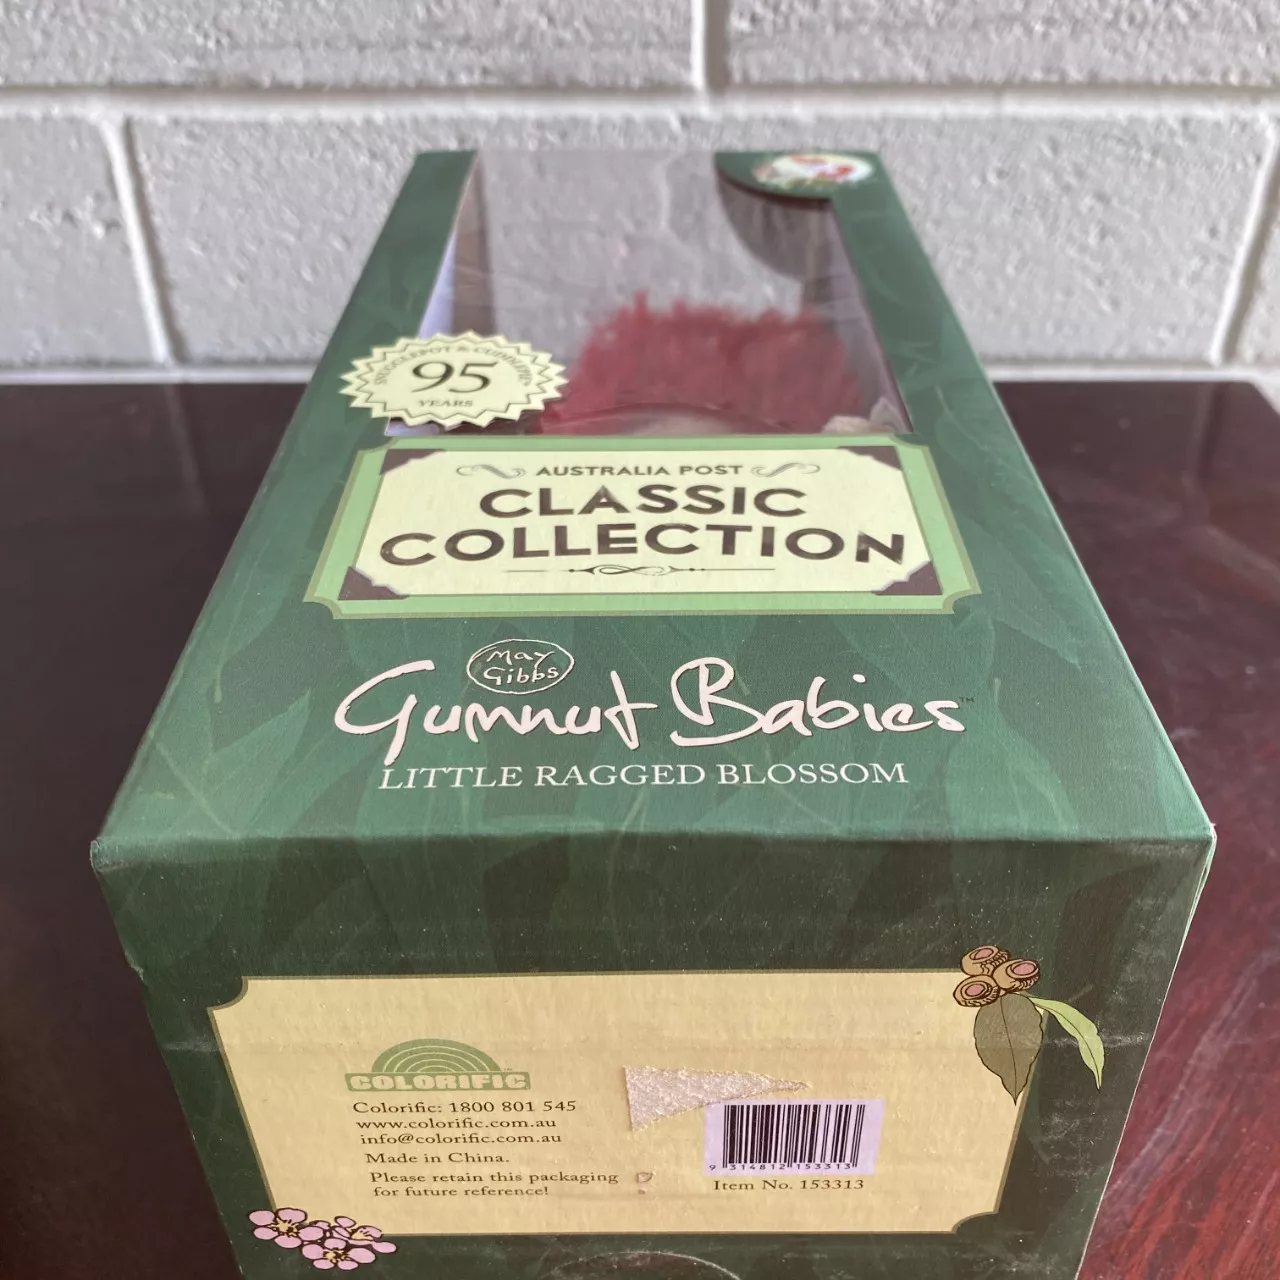 SNUGGLEPOT & CUDDLEPIE
95
YEARS
AUSTRALIA POST
CLASSIC
COLLECTION
May
Gibbs
Gumnut Babies™
LITTLE RAGGED BLOSSOM
COLORIFIC
Colorific: 1800 801 545
www.colorific.com.au
info@colorific.com.au
Made in China.
Please retain this packaging
for future reference!
9 314812 153313
Item No. 153313